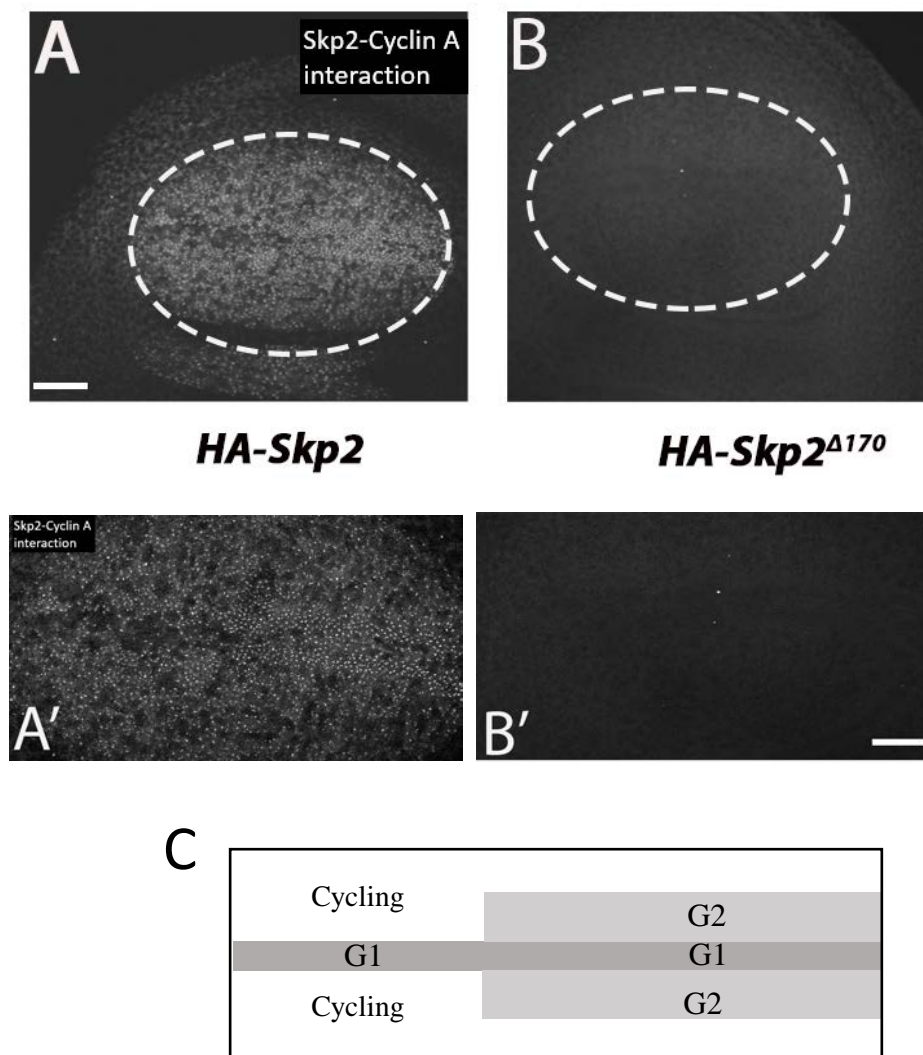 A
Skp2-Cyclin A
interaction
B
HA-Skp2
HA-Skp2Δ170
Skp2-Cyclin A
interaction
A'
B'
C
Cycling
G2
G1
G1
Cycling
G2